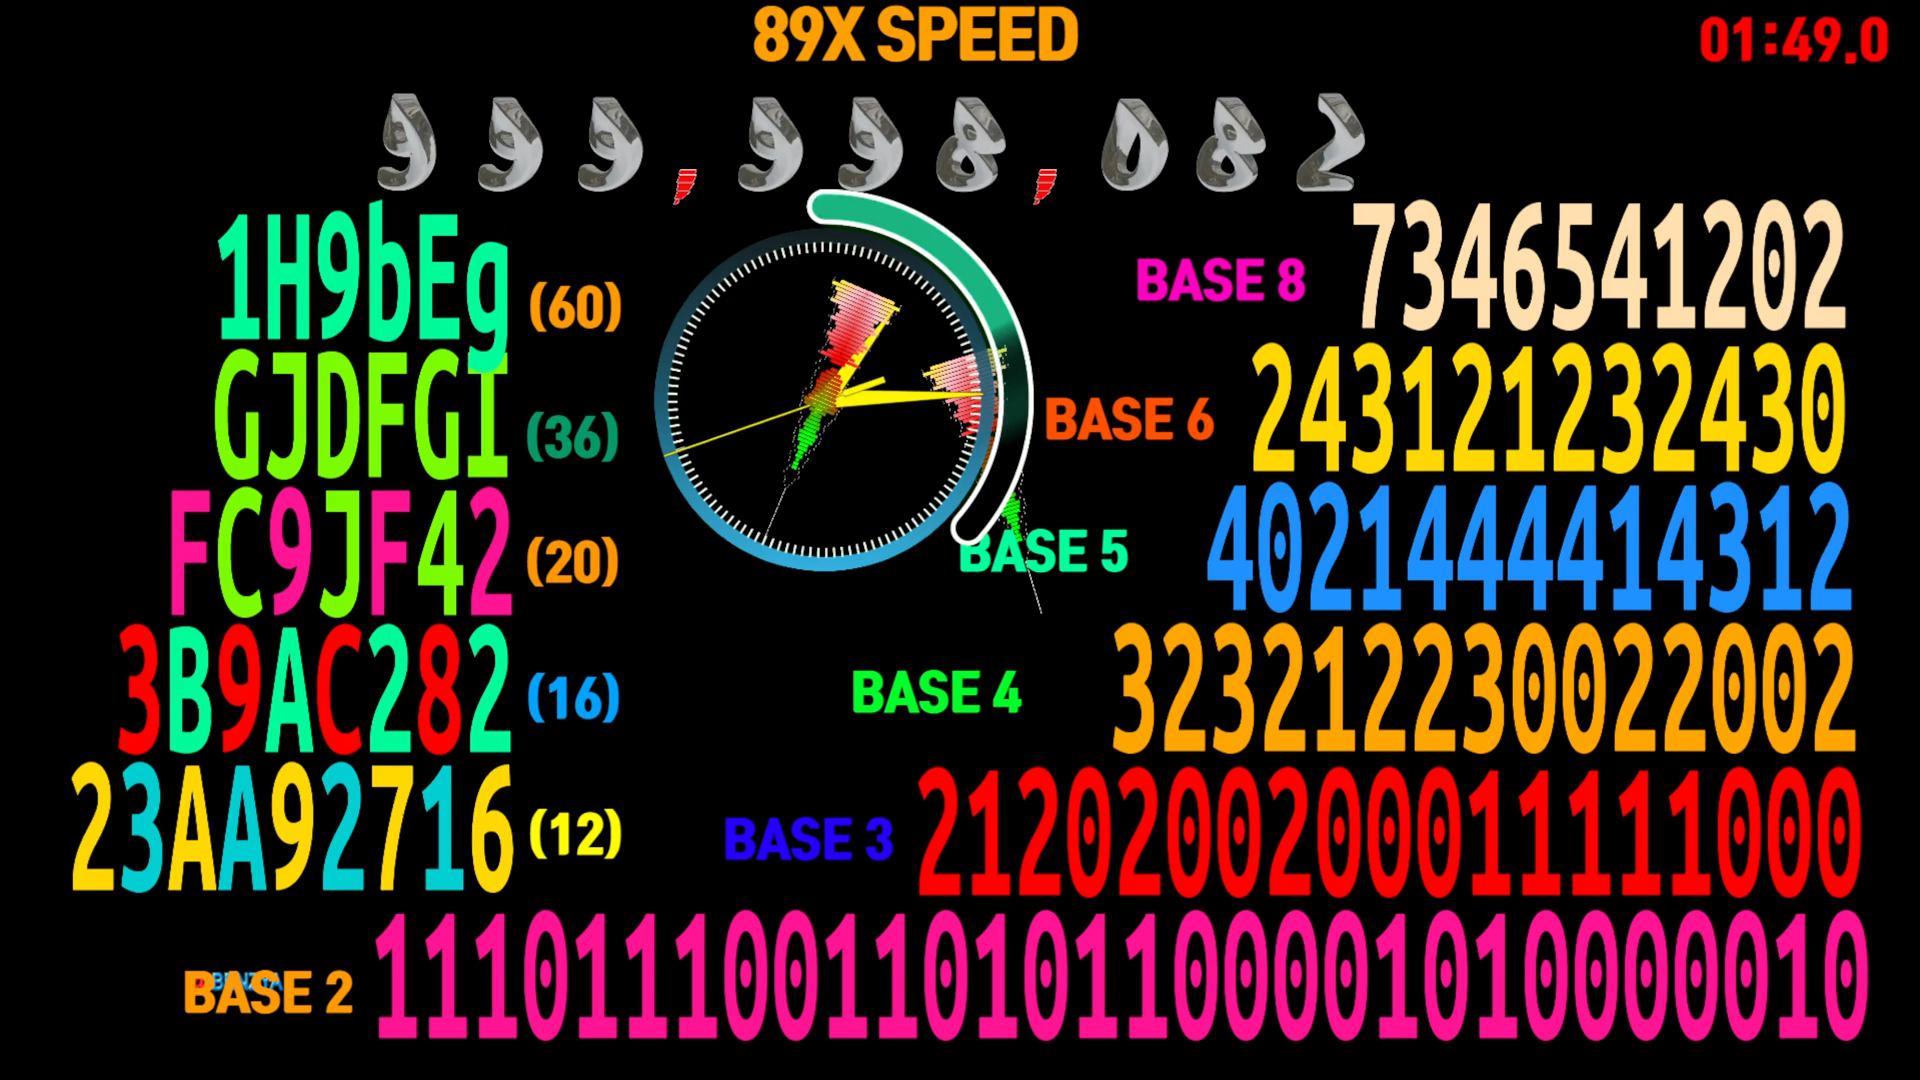 89X SPEED
01:49.0
999,998,082
1H9bEg (60)
BASE 8 7346541202
GJDFGI (36)
BASE 6 243121232430
FC9JF42 (20)
BASE 5 4021444414312
3B9AC282 (16)
BASE 4 323212230022002
23AA92716 (12)
BASE 3 2120200200011111000
BASE 2 111011100110101100001010000010